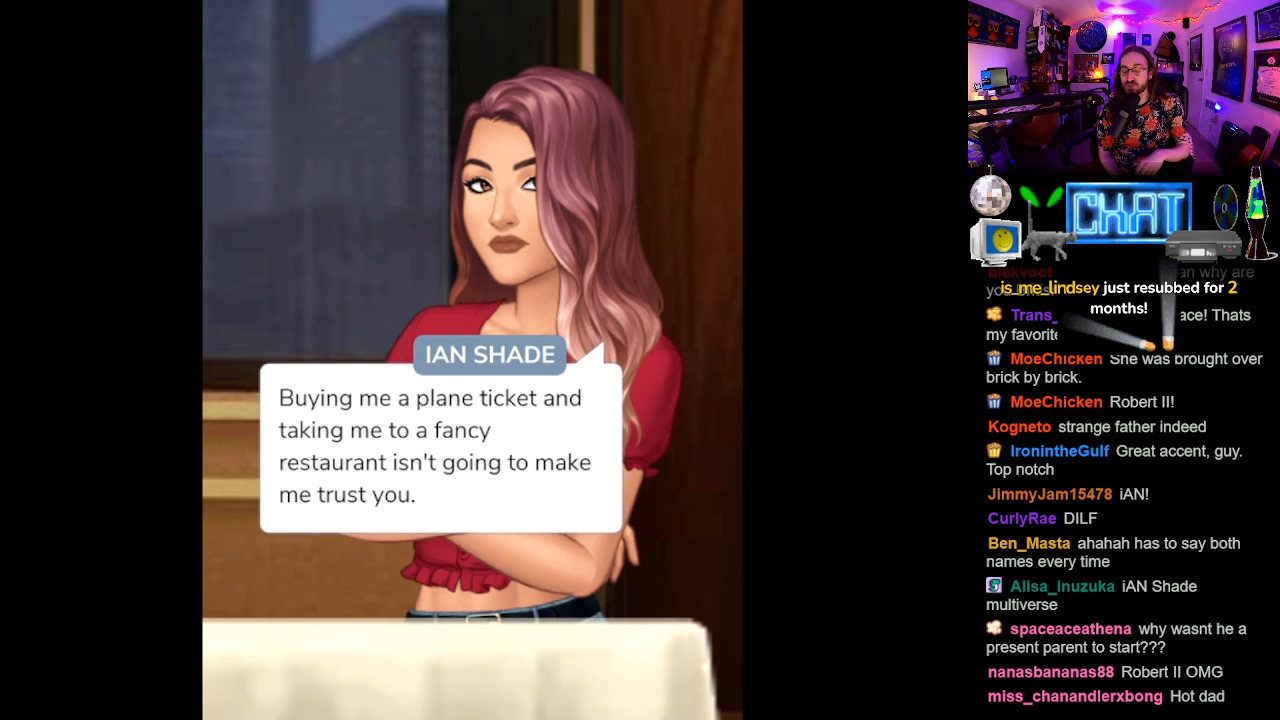 IAN SHADE
Buying me a plane ticket and
taking me to a fancy
restaurant isn't going to make
me trust you.
CHAT
an why are
is_me_lindsey just resubbed for 2
months!
Trans_ ace! Thats
my favorite
MoeChicken She was brought over
brick by brick.
MoeChicken Robert II!
Kogneto strange father indeed
IronintheGulf Great accent, guy.
Top notch
JimmyJam15478 iAN!
CurlyRae DILF
Ben_Masta ahahah has to say both
names every time
Alisa_inuzuka iAN Shade
multiverse
spaceaceathena why wasnt he a
present parent to start???
nanasbananas88 Robert II OMG
miss_chanandlerxbong Hot dad